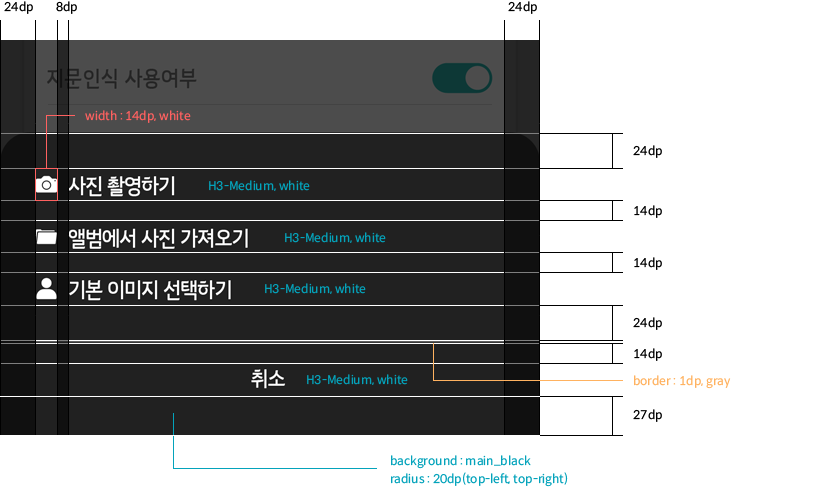 24dp 8dp 24dp
지문인식 사용여부
width : 14dp, white
24dp
사진 촬영하기 H3-Medium, white
14dp
앨범에서 사진 가져오기 H3-Medium, white
14dp
기본 이미지 선택하기 H3-Medium, white
24dp
14dp
취소 H3-Medium, white
border : 1dp, gray
27dp
background : main_black
radius : 20dp(top-left, top-right)